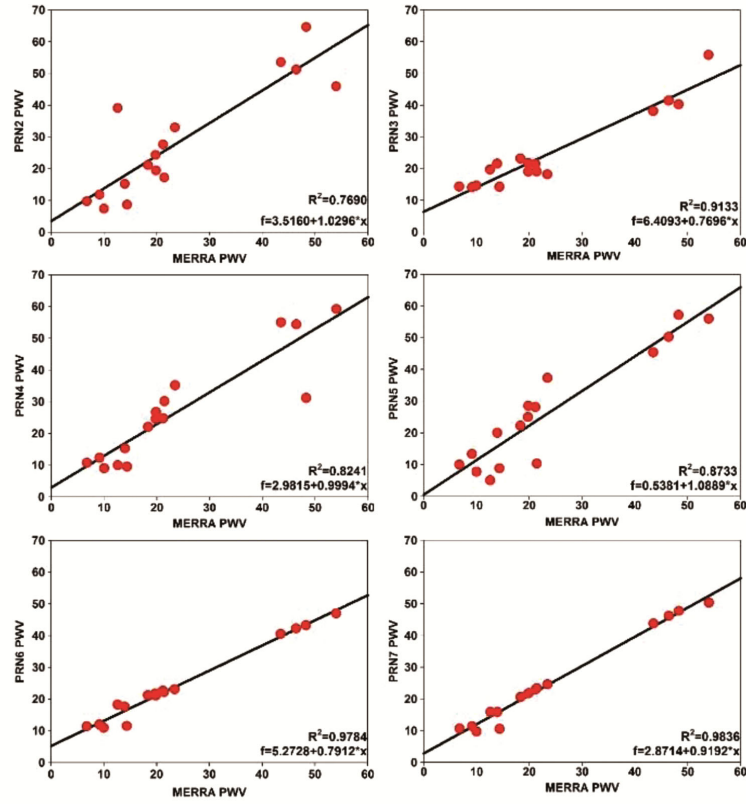 70
60
50
40
30
20
10
0
PRN2 PWV
R²=0.7690
f=3.5160+1.0296*x
0 10 20 30 40 50 60
MERRA PWV
70
60
50
40
30
20
10
0
PRN3 PWV
R²=0.9133
f=6.4093+0.7696*x
0 10 20 30 40 50 60
MERRA PWV
70
60
50
40
30
20
10
0
PRN4 PWV
R²=0.8241
f=2.9815+0.9994*x
0 10 20 30 40 50 60
MERRA PWV
70
60
50
40
30
20
10
0
PRN5 PWV
R²=0.8733
f=0.5381+1.0889*x
0 10 20 30 40 50 60
MERRA PWV
70
60
50
40
30
20
10
0
PRN6 PWV
R²=0.9784
f=5.2728+0.7912*x
0 10 20 30 40 50 60
MERRA PWV
70
60
50
40
30
20
10
0
PRN7 PWV
R²=0.9836
f=2.8714+0.9192*x
0 10 20 30 40 50 60
MERRA PWV